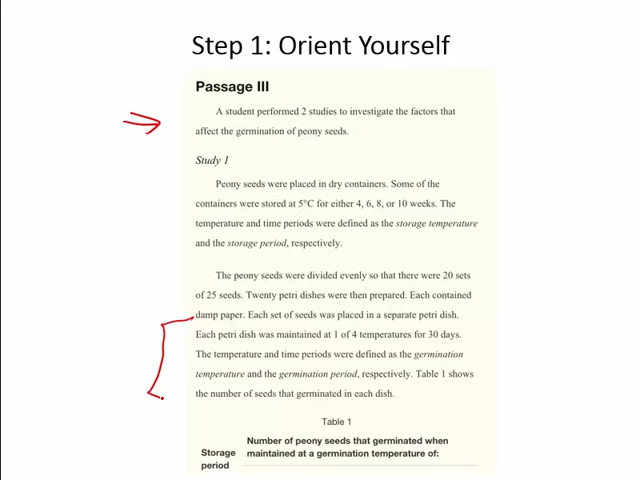 Step 1: Orient Yourself
Passage III
A student performed 2 studies to investigate the factors that
affect the germination of peony seeds.
Study 1
Peony seeds were placed in dry containers. Some of the
containers were stored at 5°C for either 4, 6, 8, or 10 weeks. The
temperature and time periods were defined as the storage temperature
and the storage period, respectively.
The peony seeds were divided evenly so that there were 20 sets
of 25 seeds. Twenty petri dishes were then prepared. Each contained
damp paper. Each set of seeds was placed in a separate petri dish.
Each petri dish was maintained at 1 of 4 temperatures for 30 days.
The temperature and time periods were defined as the germination
temperature and the germination period, respectively. Table 1 shows
the number of seeds that germinated in each dish.
Table 1
Storage
period
Number of peony seeds that germinated when
maintained at a germination temperature of: